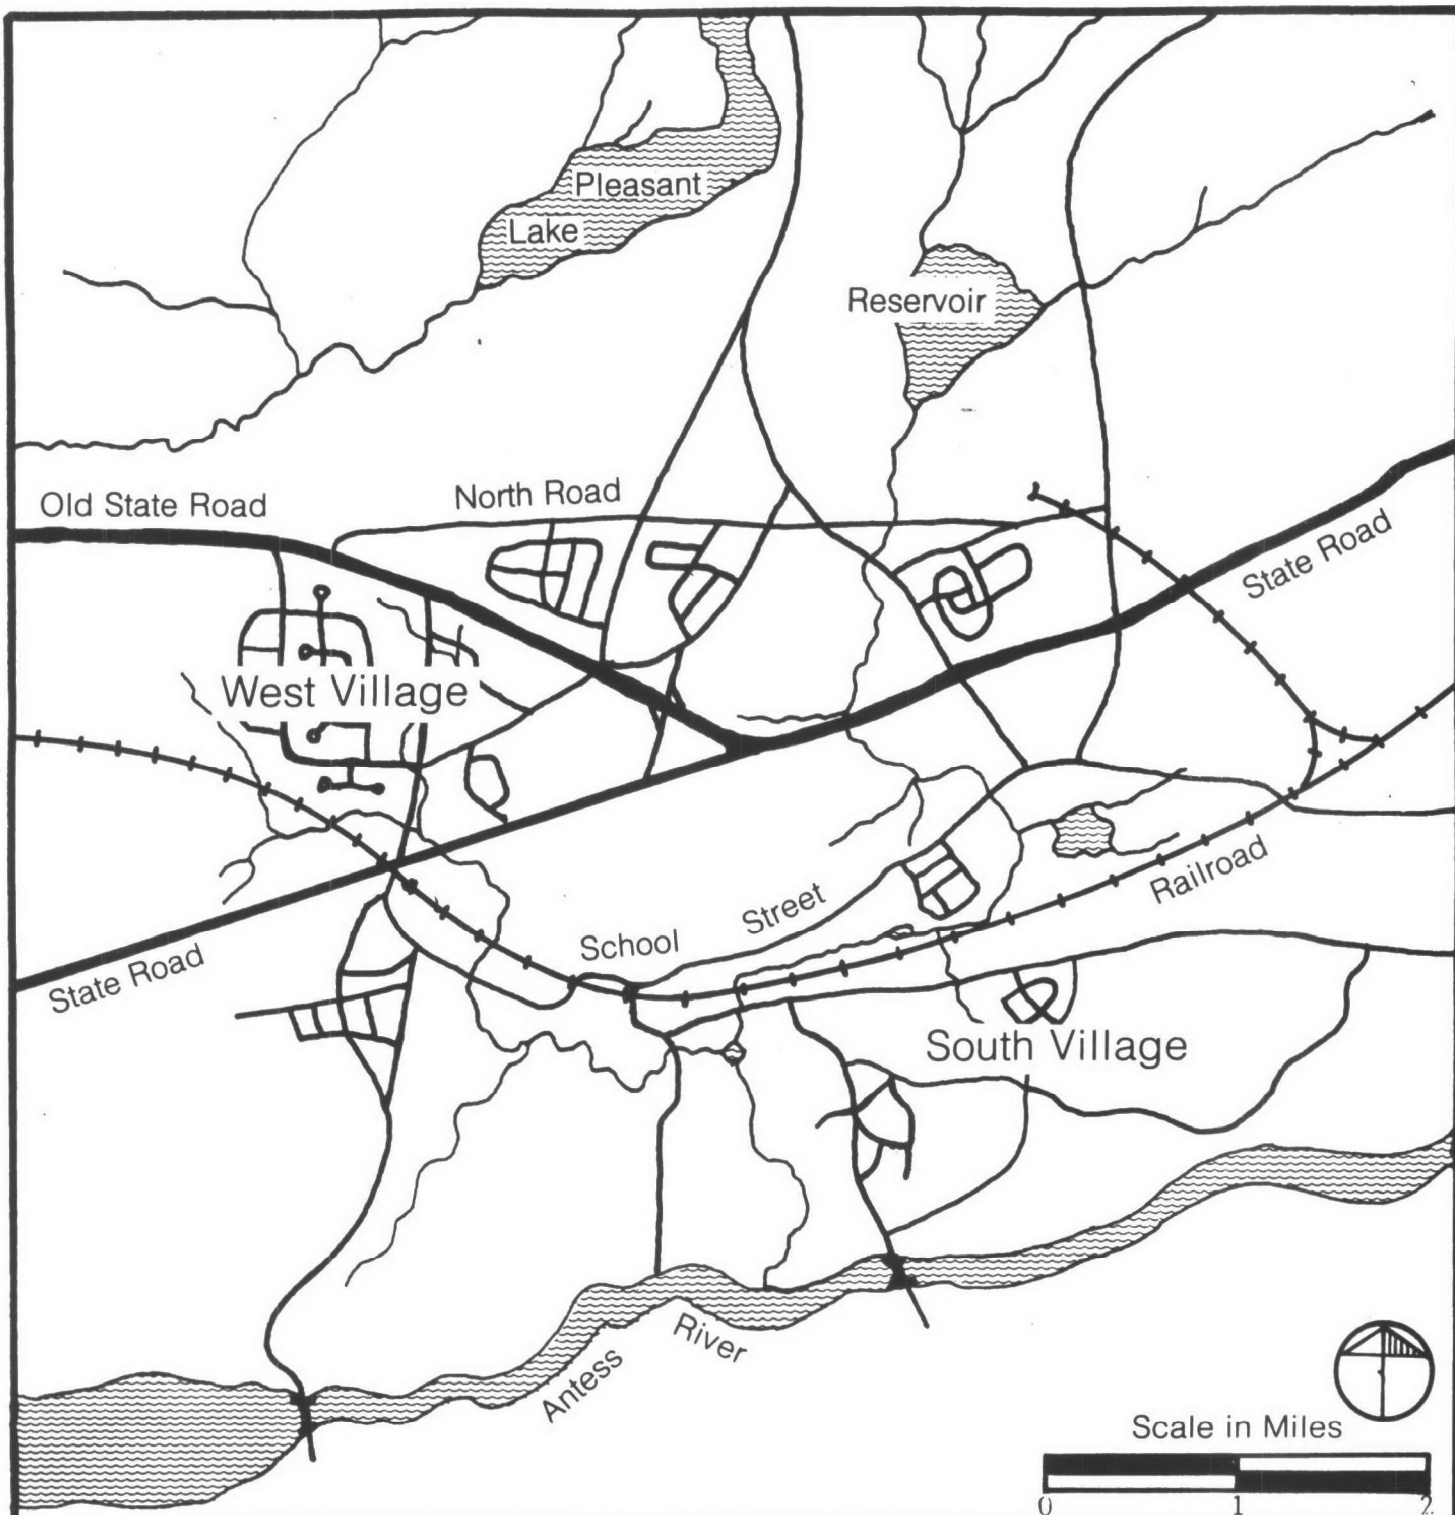 Pleasant
Lake
Reservoir
Old State Road
North Road
State Road
West Village
Railroad
School Street
State Road
South Village
Antess River
Scale in Miles
0 1 2